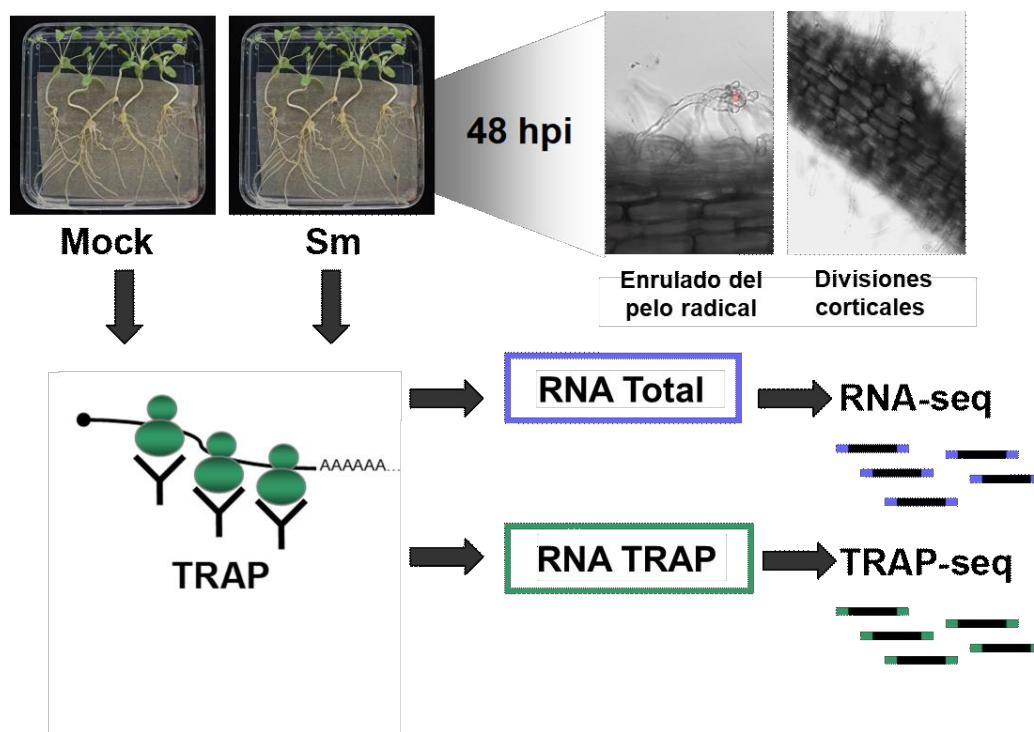 48 hpi
Mock
Sm
Enrulado del
pelo radical
Divisiones
corticales
RNA Total
RNA-seq
AAAAAA...
TRAP
RNA TRAP
TRAP-seq